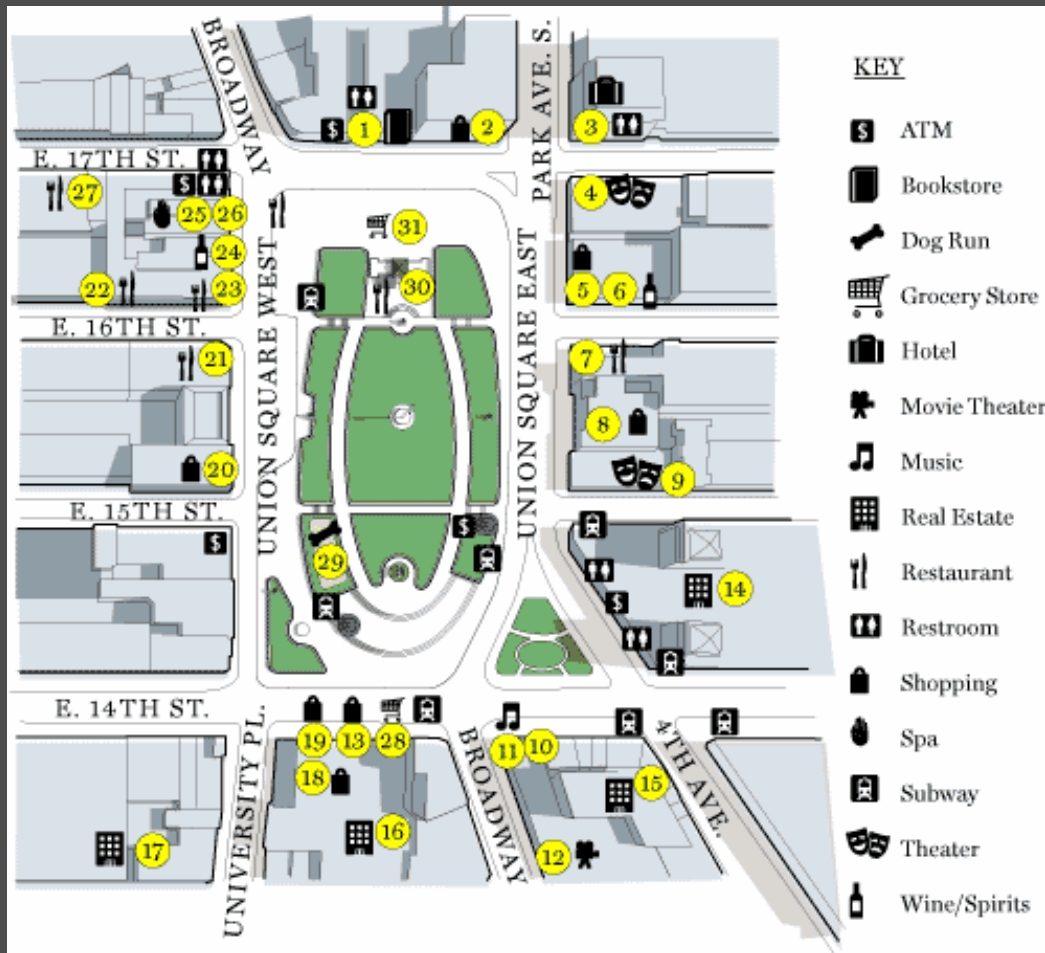 BROADWAY
PARK AVE. S.
KEY
1
2
3
$ ATM
E. 17TH ST.
27
4
Bookstore
25
26
31
Dog Run
24
22
23
30
5
6
Grocery Store
E. 16TH ST.
UNION SQUARE WEST
UNION SQUARE EAST
21
7
Hotel
8
Movie Theater
20
9
Music
E. 15TH ST.
Real Estate
29
14
Restaurant
Restroom
E. 14TH ST.
Shopping
19
13
28
11
10
Spa
UNIVERSITY PL.
BROADWAY
4TH AVE.
18
15
Subway
17
16
12
Theater
Wine/Spirits
$
$
$
$
$